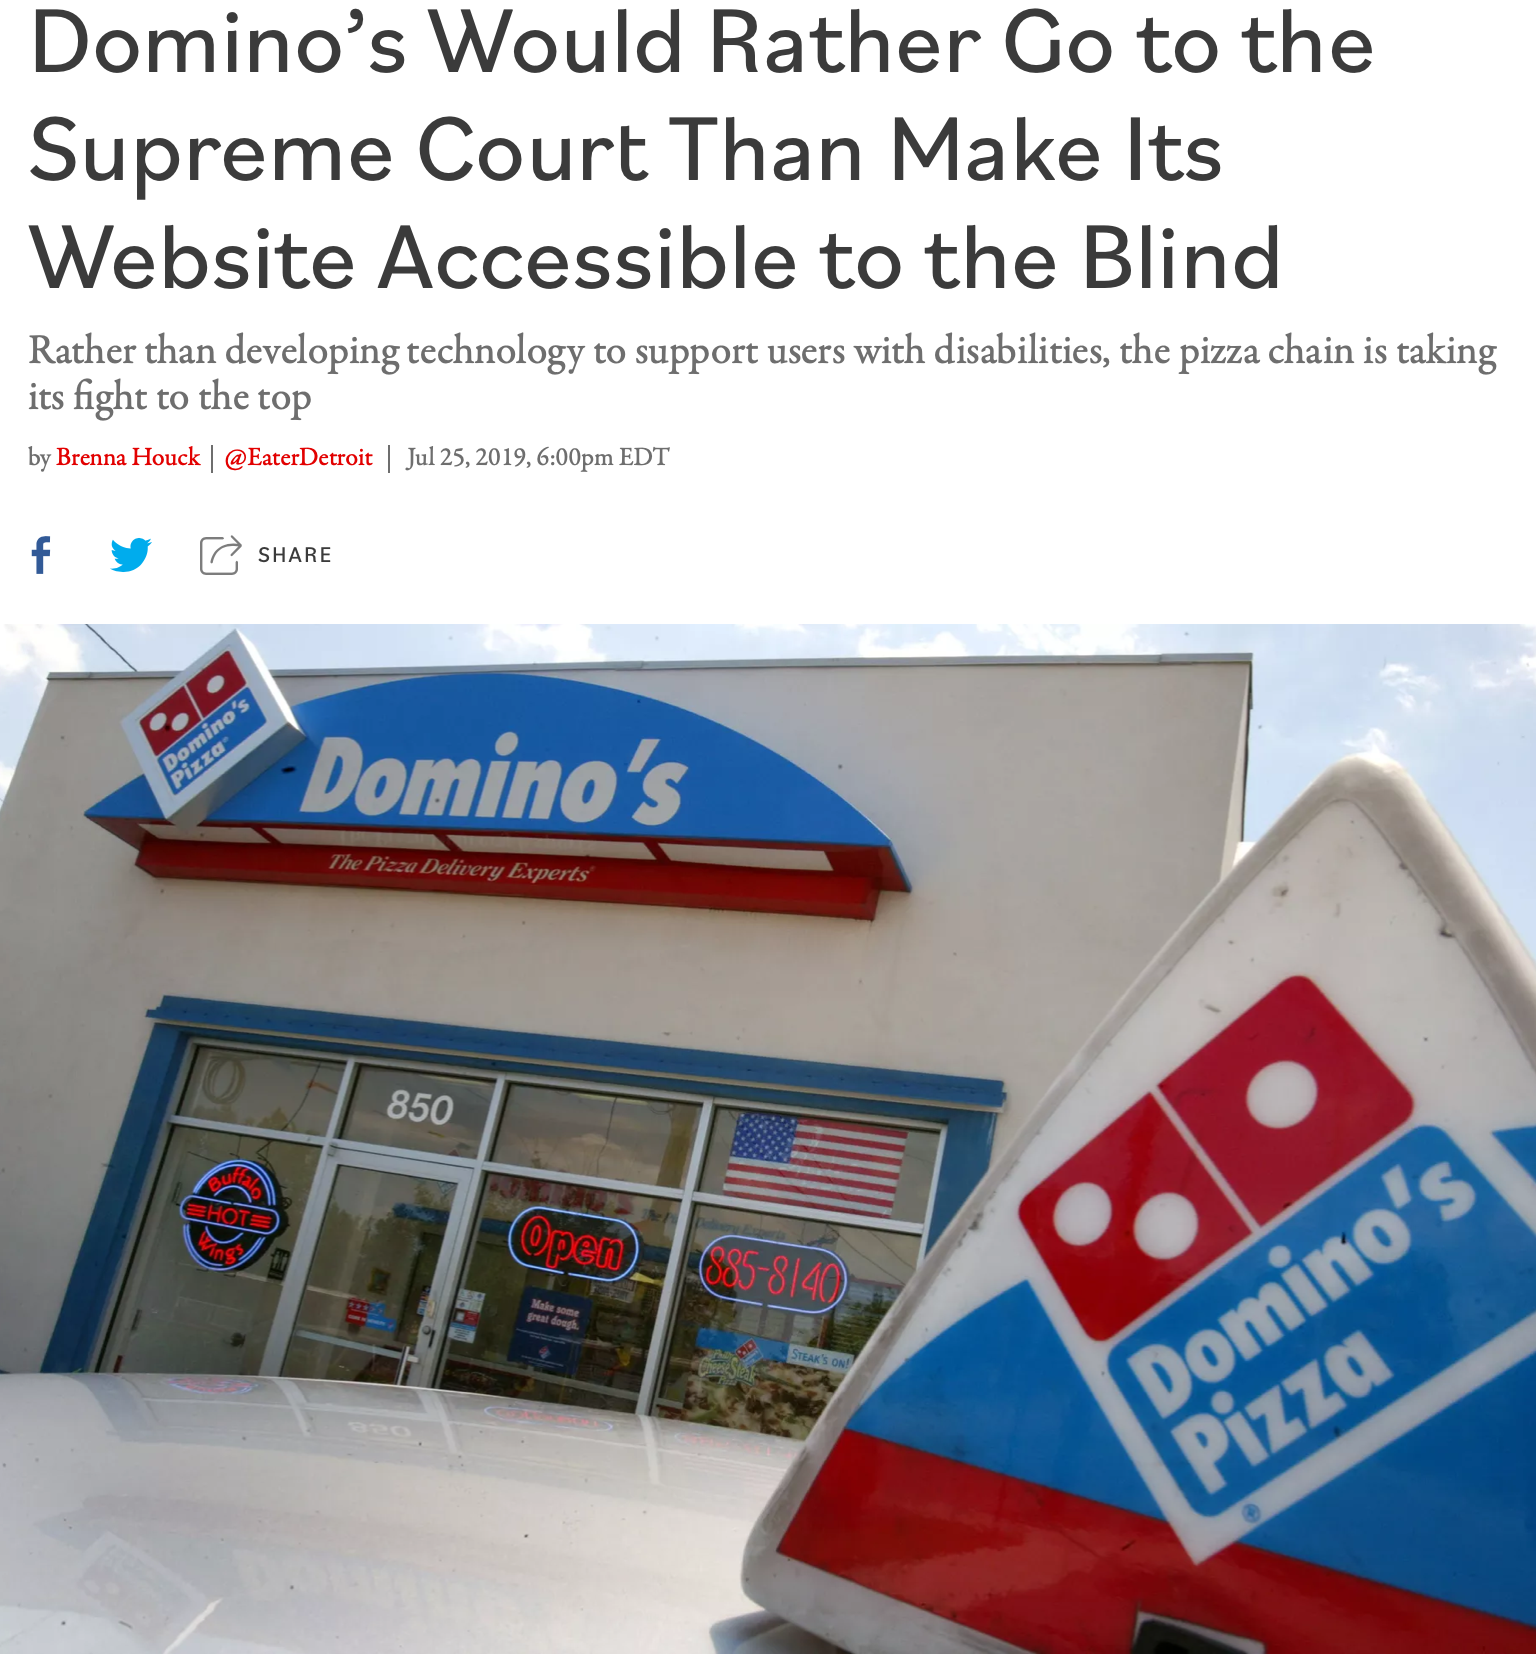 Domino’s Would Rather Go to the
Supreme Court Than Make Its
Website Accessible to the Blind
Rather than developing technology to support users with disabilities, the pizza chain is taking
its fight to the top
by Brenna Houck | @EaterDetroit | Jul 25, 2019, 6:00pm EDT
SHARE
Domino's
Pizza
Domino's
The Pizza Delivery Experts
850
Buffalo
HOT
Wings
Open
885-8140
Make some
great dough.
Cheese Steak
STEAK'S ON!
Domino's
Pizza
®